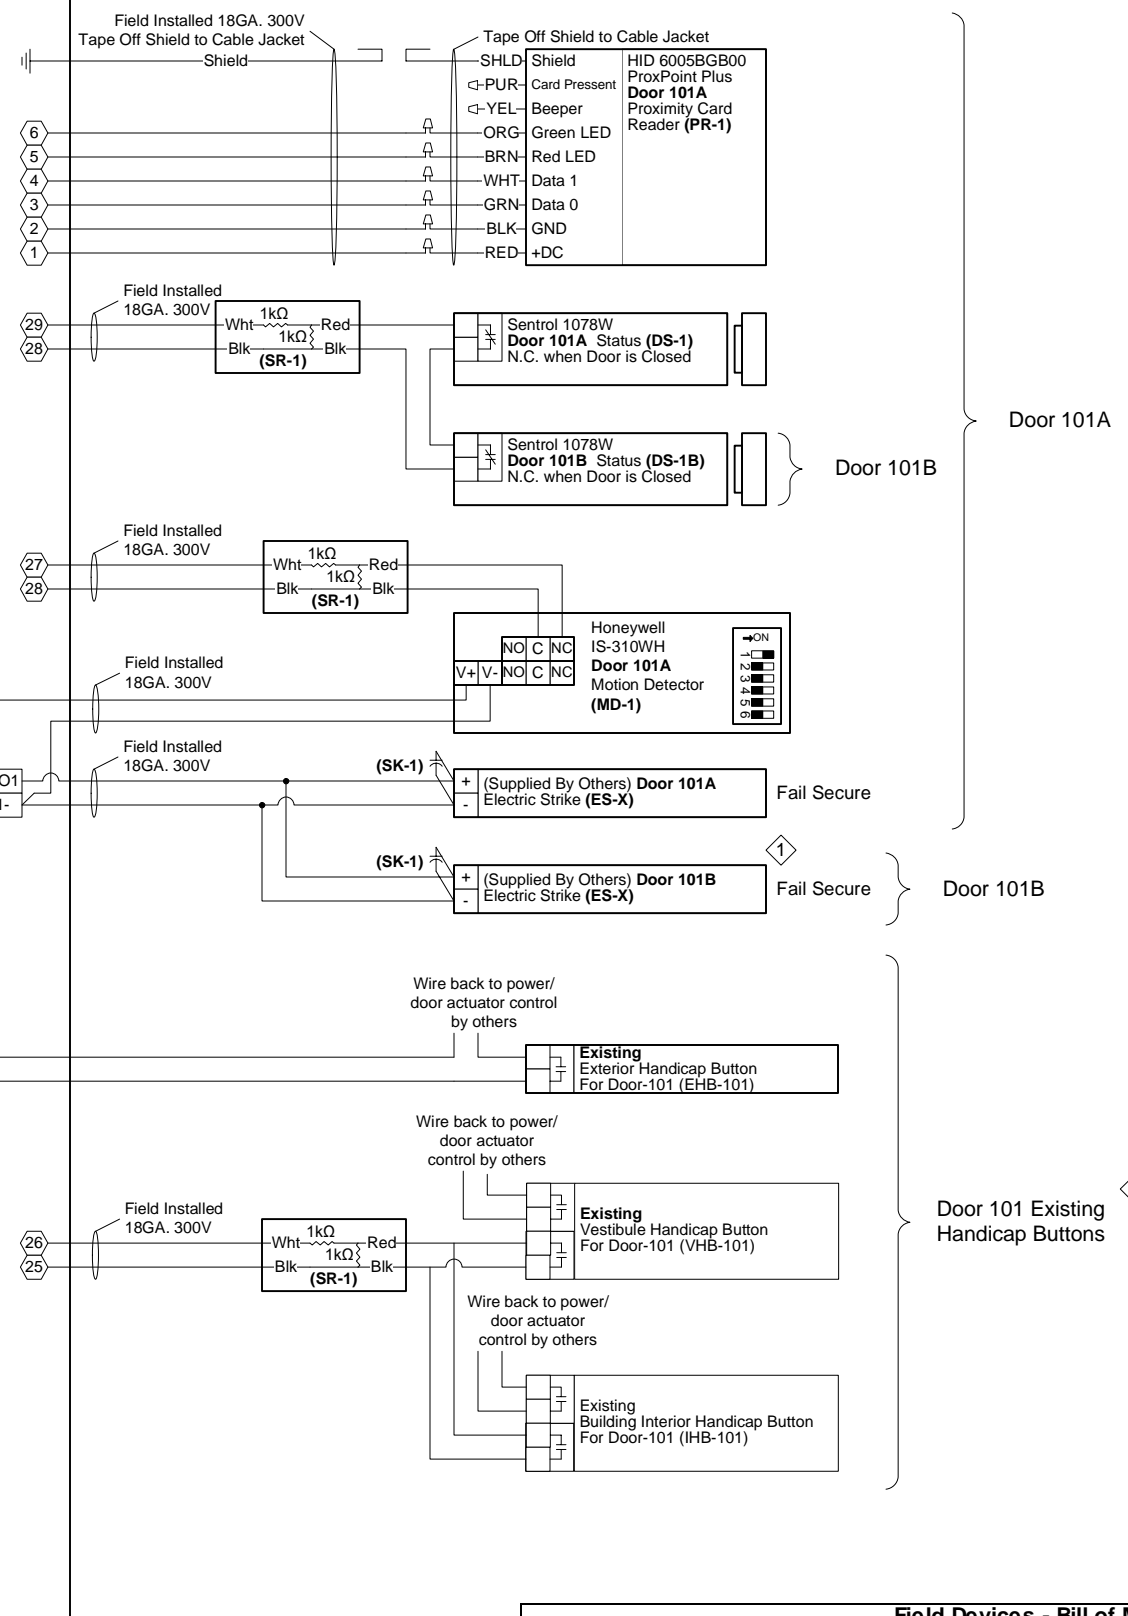 Field Installed 18GA. 300V
Tape Off Shield to Cable Jacket
Shield
Tape Off Shield to Cable Jacket
SHLD Shield
PUR Card Pressent
YEL Beeper
6 ORG Green LED
5 BRN Red LED
4 WHT Data 1
3 GRN Data 0
2 BLK GND
1 RED +DC
HID 6005BGB00
ProxPoint Plus
Door 101A
Proximity Card
Reader (PR-1)
Field Installed
18GA. 300V
29
28
Wht 1kΩ Red
1kΩ
Blk Blk
(SR-1)
Sentrol 1078W
Door 101A Status (DS-1)
N.C. when Door is Closed
Door 101A
Sentrol 1078W
Door 101B Status (DS-1B)
N.C. when Door is Closed
Door 101B
Field Installed
18GA. 300V
27
28
Wht 1kΩ Red
1kΩ
Blk Blk
(SR-1)
NO C NC
V+ V- NO C NC
Honeywell
IS-310WH
Door 101A
Motion Detector
(MD-1)
ON
1
2
3
4
5
6
Field Installed
18GA. 300V
Field Installed
18GA. 300V
O1
-
(SK-1)
+
-
(Supplied By Others) Door 101A
Electric Strike (ES-X)
Fail Secure
1
(SK-1)
+
-
(Supplied By Others) Door 101B
Electric Strike (ES-X)
Fail Secure
Door 101B
Wire back to power/
door actuator control
by others
Existing
Exterior Handicap Button
For Door-101 (EHB-101)
Wire back to power/
door actuator
control by others
Existing
Vestibule Handicap Button
For Door-101 (VHB-101)
Door 101 Existing
Handicap Buttons
Field Installed
18GA. 300V
26
25
Wht 1kΩ Red
1kΩ
Blk Blk
(SR-1)
Wire back to power/
door actuator
control by others
Existing
Building Interior Handicap Button
For Door-101 (IHB-101)
Field Devices - Bill of